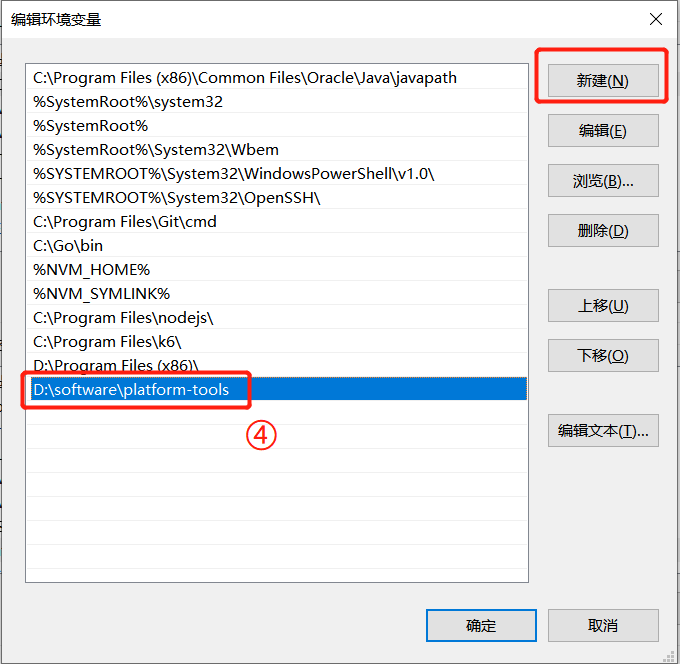 编辑环境变量
C:\Program Files (x86)\Common Files\Oracle\Java\javapath
%SystemRoot%\system32
%SystemRoot%
%SystemRoot%\System32\Wbem
%SYSTEMROOT%\System32\WindowsPowerShell\v1.0\
%SYSTEMROOT%\System32\OpenSSH\
C:\Program Files\Git\cmd
C:\Go\bin
%NVM_HOME%
%NVM_SYMLINK%
C:\Program Files\nodejs\
C:\Program Files\k6\
D:\Program Files (x86)\
D:\software\platform-tools
④
新建(N)
编辑(E)
浏览(B)...
删除(D)
上移(U)
下移(O)
编辑文本(T)...
确定
取消